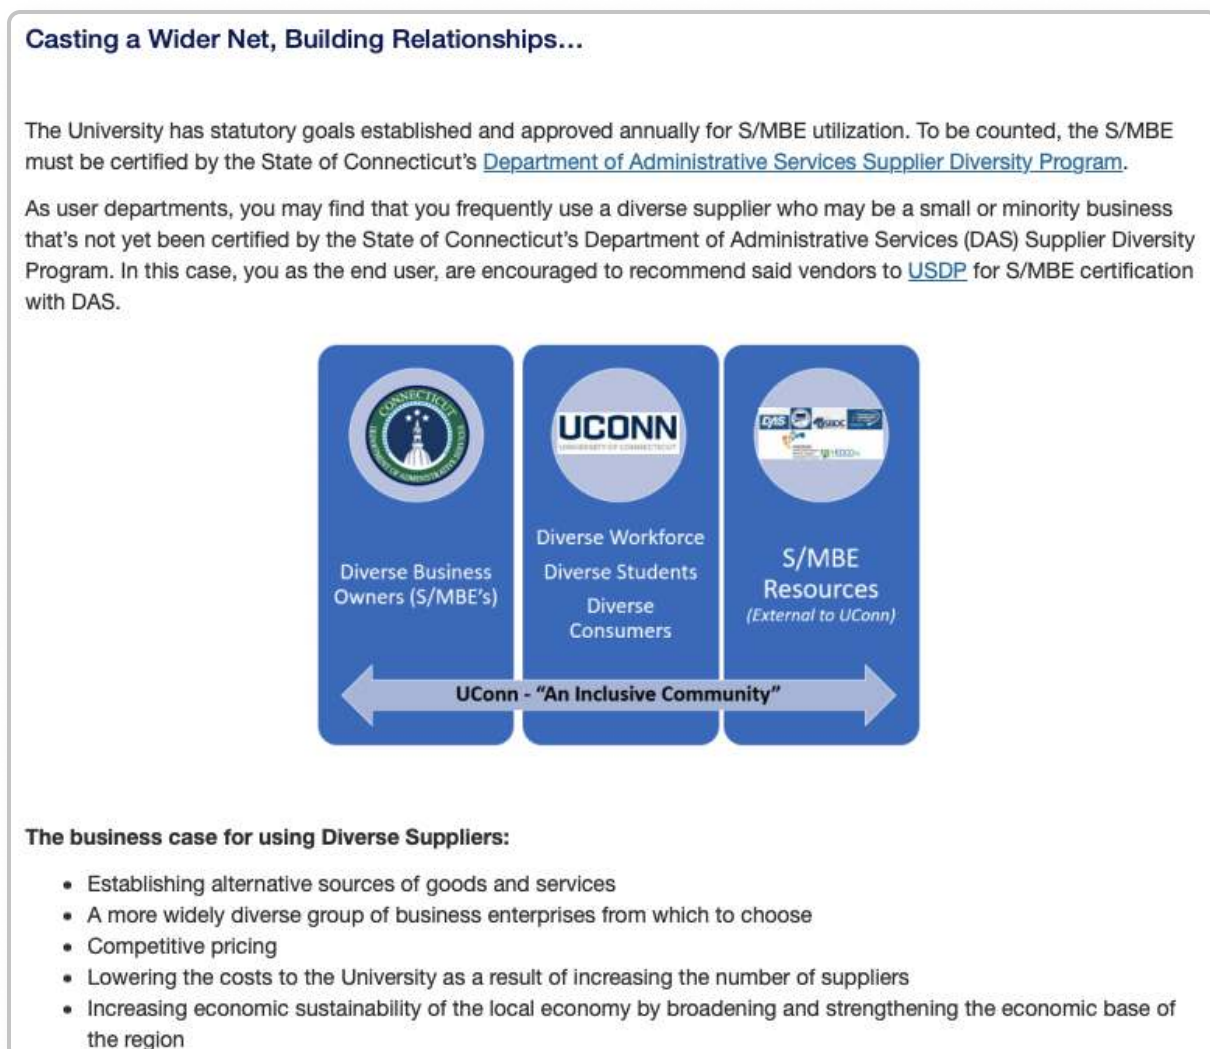 Casting a Wider Net, Building Relationships…
The University has statutory goals established and approved annually for S/MBE utilization. To be counted, the S/MBE
must be certified by the State of Connecticut’s Department of Administrative Services Supplier Diversity Program.
As user departments, you may find that you frequently use a diverse supplier who may be a small or minority business
that’s not yet been certified by the State of Connecticut’s Department of Administrative Services (DAS) Supplier Diversity
Program. In this case, you as the end user, are encouraged to recommend said vendors to USDP for S/MBE certification
with DAS.
CONNECTICUT
DEPARTMENT OF ADMINISTRATIVE SERVICES
Diverse Business
Owners (S/MBE’s)
UCONN
UNIVERSITY OF CONNECTICUT
Diverse Workforce
Diverse Students
Diverse
Consumers
DAS
S/MBE
Resources
(External to UConn)
UConn - “An Inclusive Community”
The business case for using Diverse Suppliers:
• Establishing alternative sources of goods and services
• A more widely diverse group of business enterprises from which to choose
• Competitive pricing
• Lowering the costs to the University as a result of increasing the number of suppliers
• Increasing economic sustainability of the local economy by broadening and strengthening the economic base of
the region